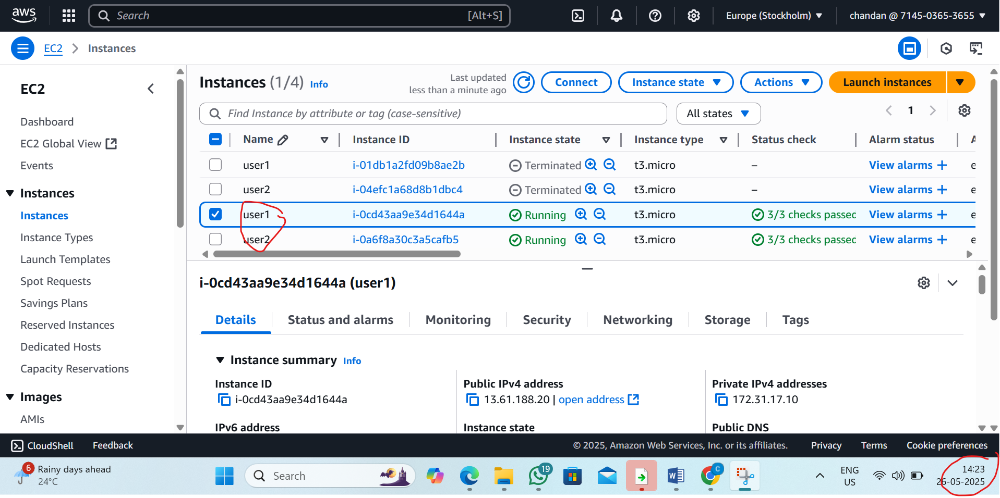 aws Search [Alt+S] Europe (Stockholm) chandan @ 7145-0365-3655
EC2 Instances
EC2
Dashboard
EC2 Global View
Events
Instances
Instances
Instance Types
Launch Templates
Spot Requests
Savings Plans
Reserved Instances
Dedicated Hosts
Capacity Reservations
Images
AMIs
Instances (1/4) Info
Last updated
less than a minute ago
Connect Instance state Actions Launch instances
Find Instance by attribute or tag (case-sensitive) All states 1
Name Instance ID Instance state Instance type Status check Alarm status
user1 i-01db1a2fd09b8ae2b Terminated t3.micro – View alarms + e
user2 i-04efc1a68d8b1dbc4 Terminated t3.micro – View alarms + e
user1 i-0cd43aa9e34d1644a Running t3.micro 3/3 checks passed View alarms + e
user2 i-0a6f8a30c3a5cafb5 Running t3.micro 3/3 checks passed View alarms + e
i-0cd43aa9e34d1644a (user1)
Details Status and alarms Monitoring Security Networking Storage Tags
Instance summary Info
Instance ID
i-0cd43aa9e34d1644a
Public IPv4 address
13.61.188.20 | open address
Private IPv4 addresses
172.31.17.10
IPv6 address Instance state Public DNS
CloudShell Feedback © 2025, Amazon Web Services, Inc. or its affiliates. Privacy Terms Cookie preferences
6 Rainy days ahead
24°C
Search
19
W
C
ENG
US
14:23
26-05-2025